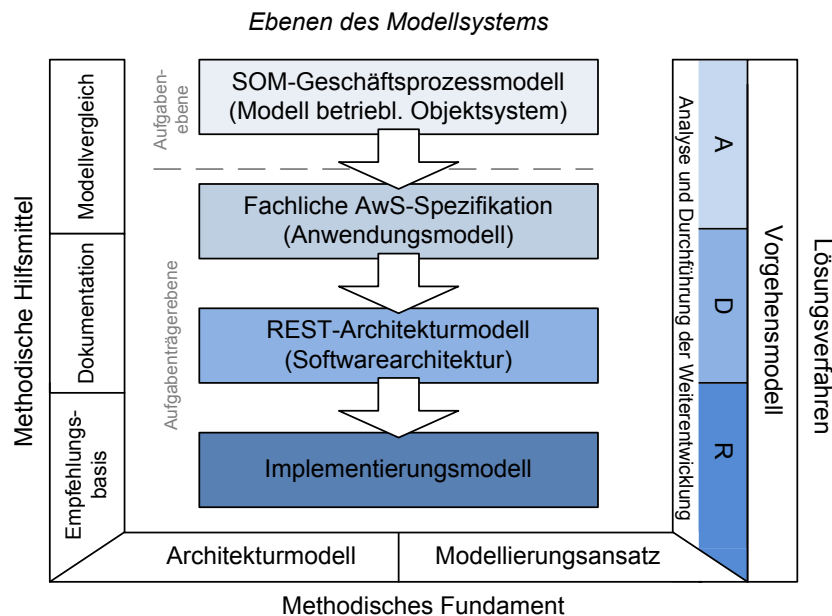 Ebenen des Modellsystems
Methodische Hilfsmittel
Modellvergleich
Dokumentation
Empfehlungs-
basis
Aufgaben-
ebene
Aufgabenträgerebene
SOM-Geschäftsprozessmodell
(Modell betriebl. Objektsystem)
Fachliche AwS-Spezifikation
(Anwendungsmodell)
REST-Architekturmodell
(Softwarearchitektur)
Implementierungsmodell
Analyse und Durchführung der Weiterentwicklung
A
D
R
Vorgehensmodell
Lösungsverfahren
Architekturmodell
Modellierungsansatz
Methodisches Fundament